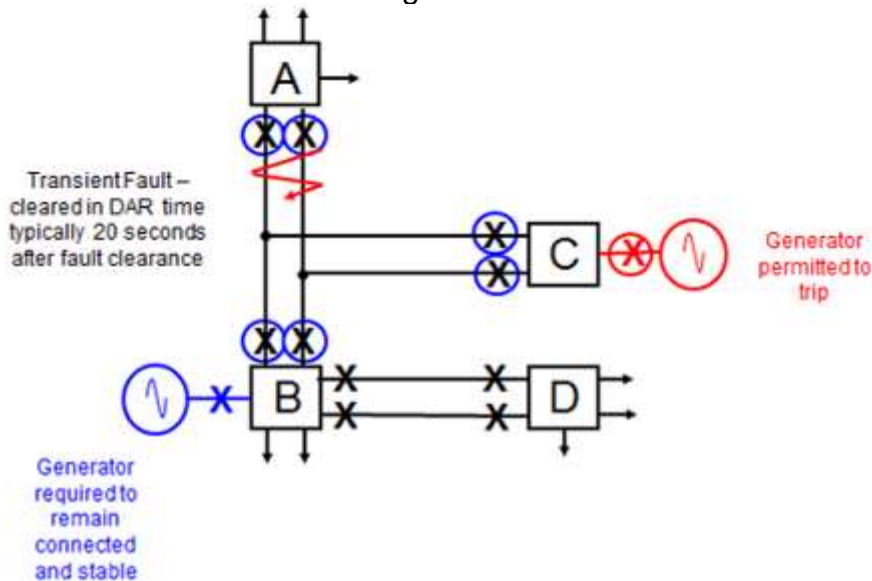 A
Transient Fault –
cleared in DAR time
typically 20 seconds
after fault clearance
X X
X
X
C
X
Generator
permitted to
trip
X X
X
B
X X
X X
D
Generator
required to
remain
connected
and stable